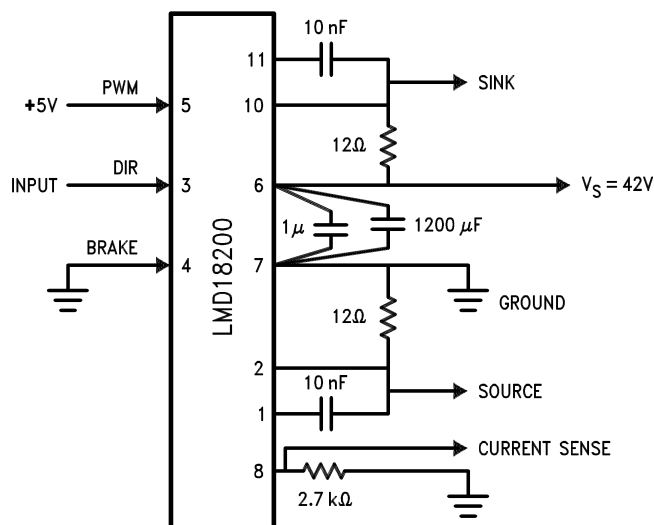 10 nF
11
SINK
PWM
+5V
5
10
12Ω
DIR
INPUT
3
6
V_S = 42V
1μ
1200 μF
BRAKE
4
7
LMD18200
GROUND
12Ω
2
10 nF
SOURCE
1
CURRENT SENSE
8
2.7 kΩ